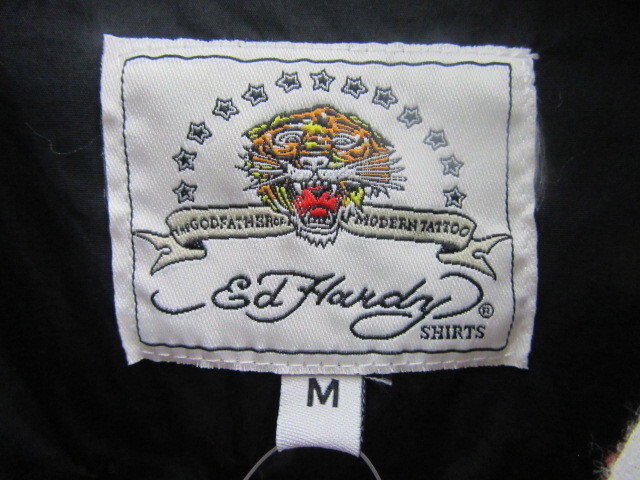 THE GODFATHER OF MODERN TATTOO
Ed Hardy ®
SHIRTS
M